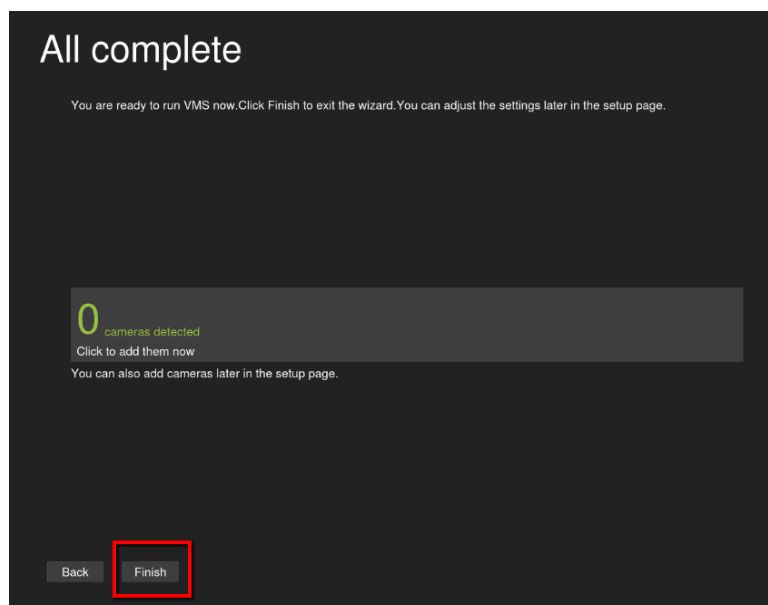 All complete
You are ready to run VMS now.Click Finish to exit the wizard.You can adjust the settings later in the setup page.
0 cameras detected
Click to add them now
You can also add cameras later in the setup page.
Back Finish